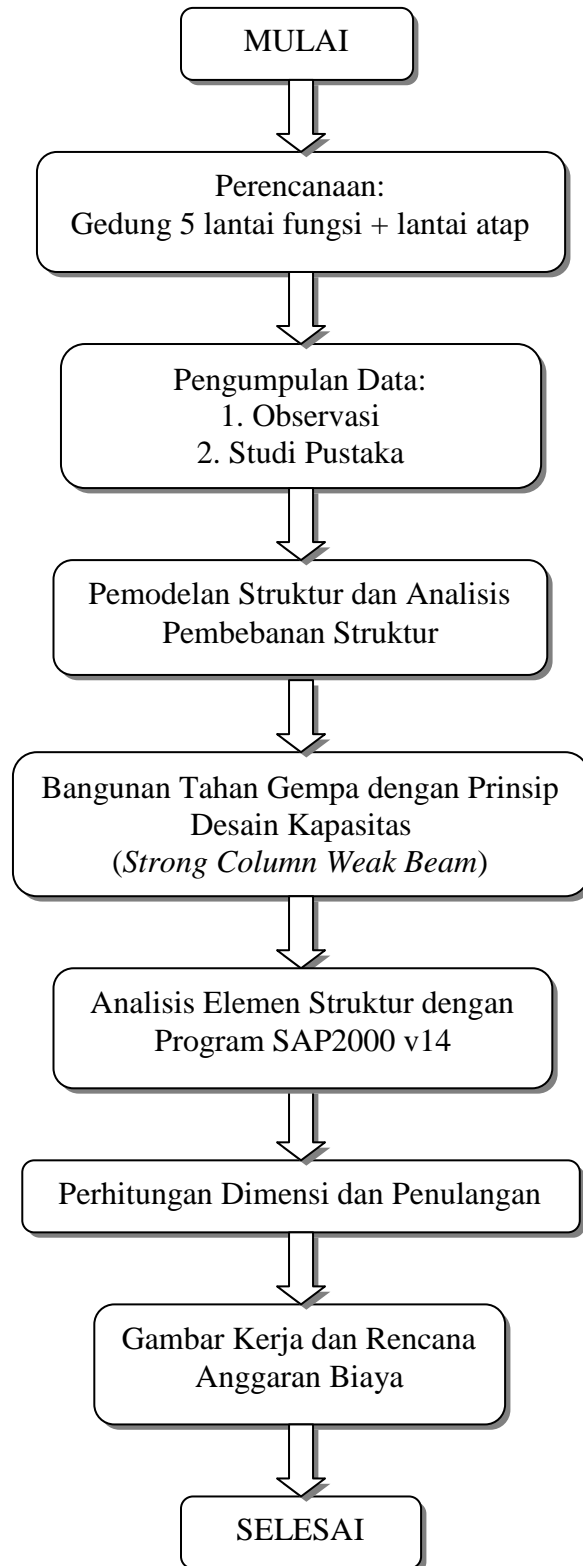 MULAI
Perencanaan:
Gedung 5 lantai fungsi + lantai atap
Pengumpulan Data:
1. Observasi
2. Studi Pustaka
Pemodelan Struktur dan Analisis
Pembebanan Struktur
Bangunan Tahan Gempa dengan Prinsip
Desain Kapasitas
(Strong Column Weak Beam)
Analisis Elemen Struktur dengan
Program SAP2000 v14
Perhitungan Dimensi dan Penulangan
Gambar Kerja dan Rencana
Anggaran Biaya
SELESAI